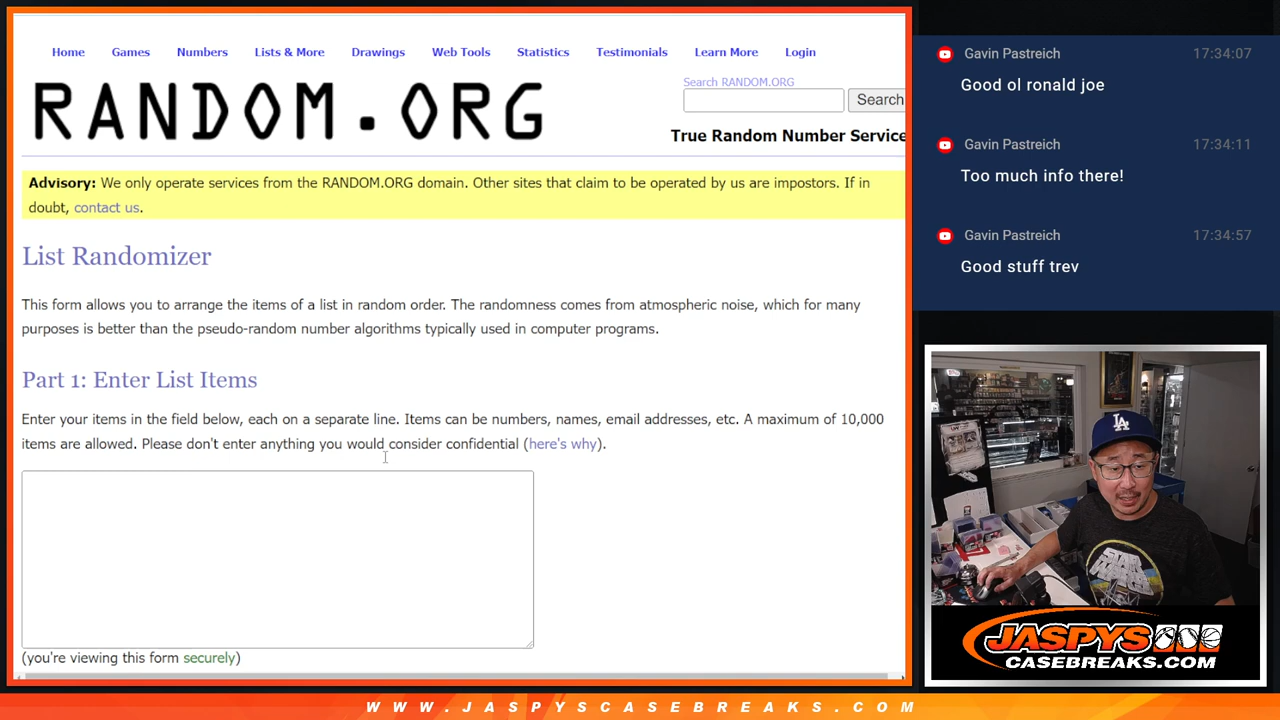 Home Games Numbers Lists & More Drawings Web Tools Statistics Testimonials Learn More Login
RANDOM.ORG
Search RANDOM.ORG
Search
True Random Number Service
Advisory: We only operate services from the RANDOM.ORG domain. Other sites that claim to be operated by us are impostors. If in
doubt, contact us.
List Randomizer
This form allows you to arrange the items of a list in random order. The randomness comes from atmospheric noise, which for many
purposes is better than the pseudo-random number algorithms typically used in computer programs.
Part 1: Enter List Items
Enter your items in the field below, each on a separate line. Items can be numbers, names, email addresses, etc. A maximum of 10,000
items are allowed. Please don't enter anything you would consider confidential (here's why).
(you're viewing this form securely)
Gavin Pastreich 17:34:07
Good ol ronald joe
Gavin Pastreich 17:34:11
Too much info there!
Gavin Pastreich 17:34:57
Good stuff trev
LA
STAR WARS
JASPYS
CASEBREAKS.COM
WWW.JASPYSCASEBREAKS.COM